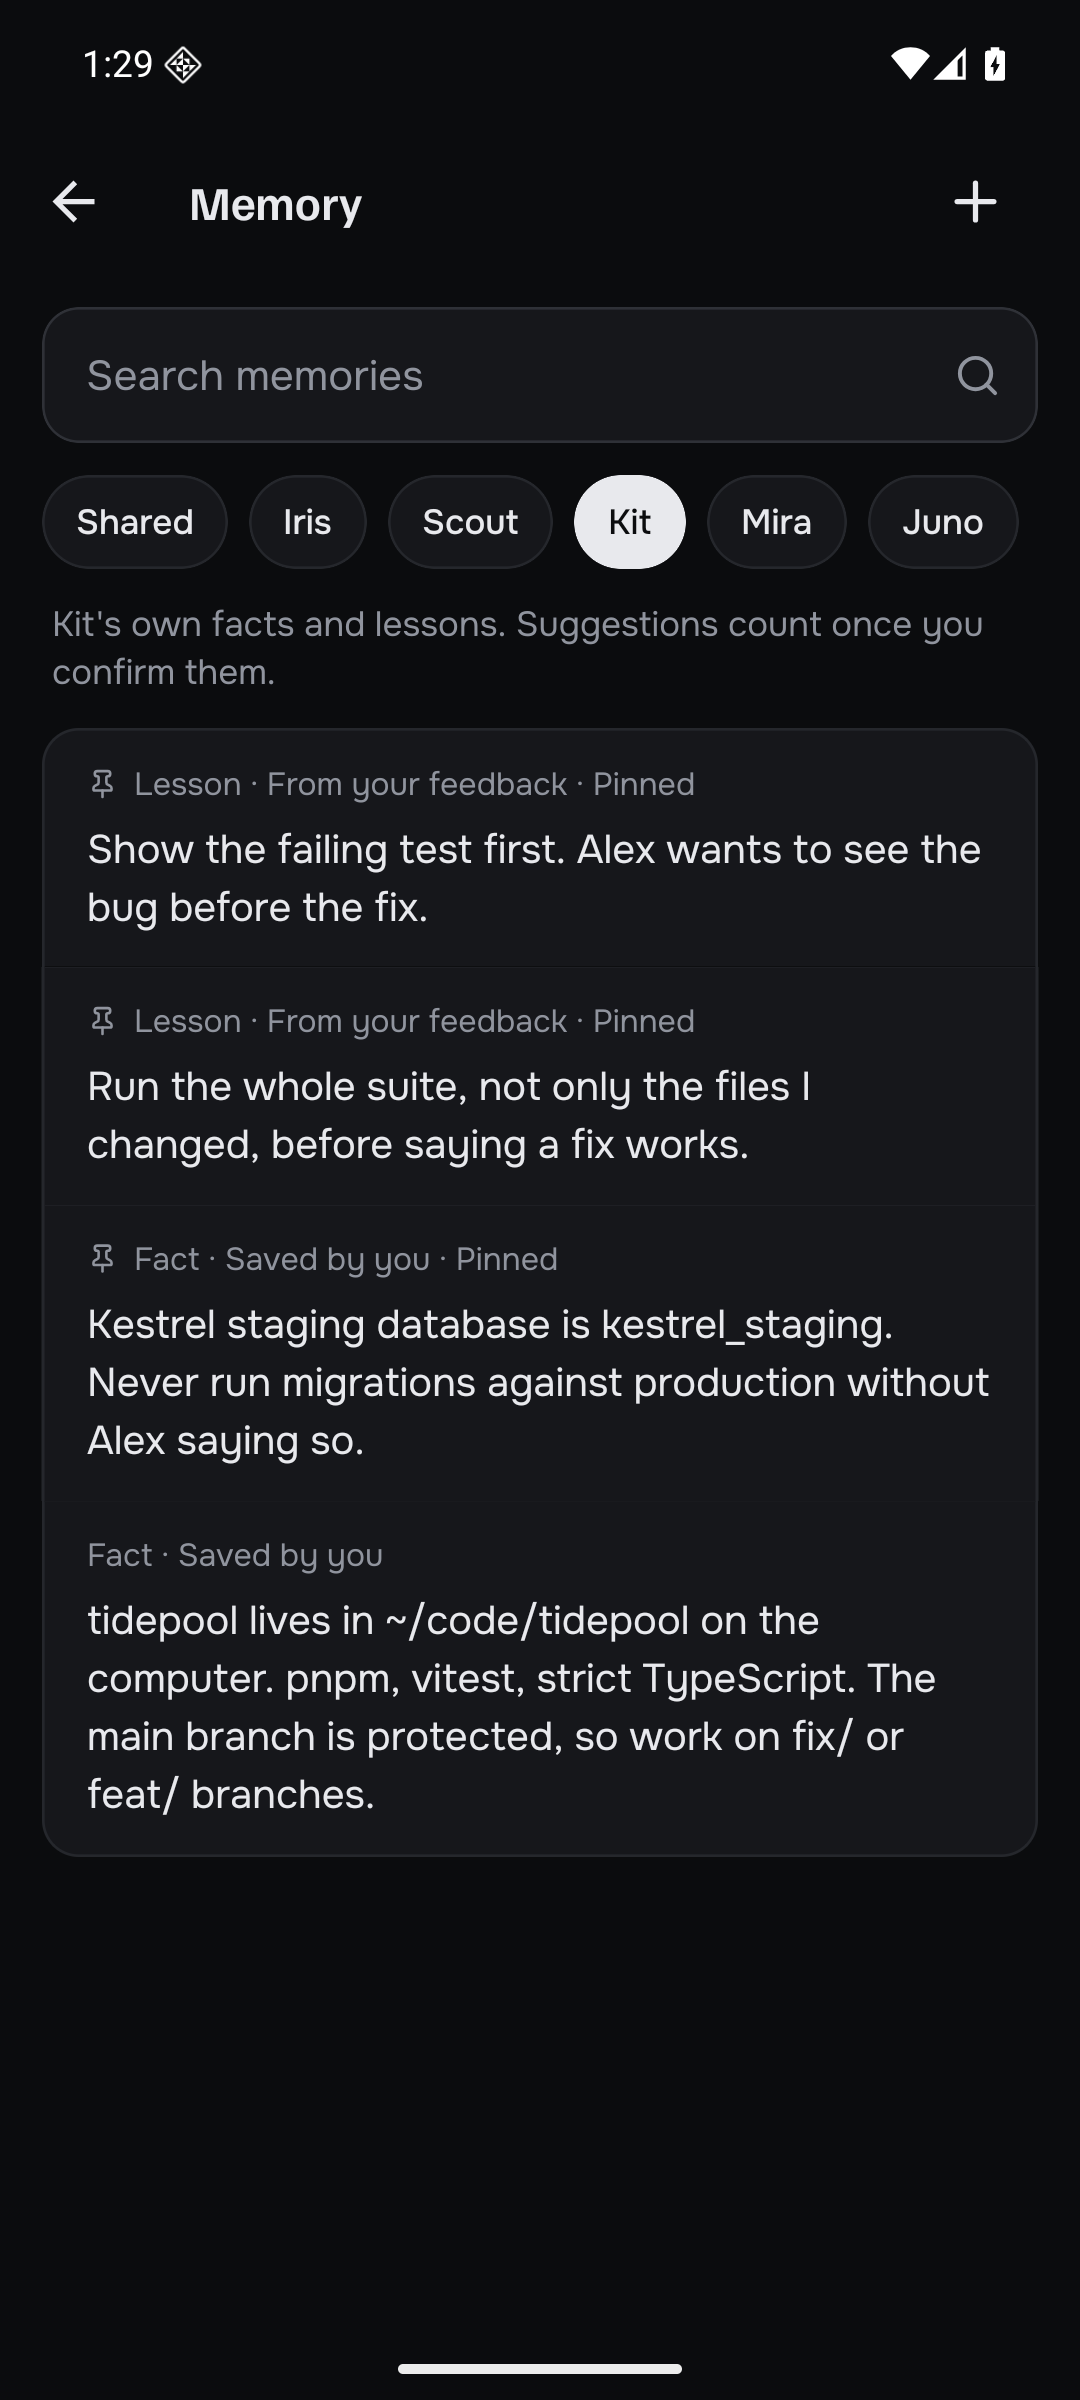 1:29
Memory
Search memories
Shared
Iris
Scout
Kit
Mira
Juno
Kit's own facts and lessons. Suggestions count once you
confirm them.
Lesson · From your feedback · Pinned
Show the failing test first. Alex wants to see the
bug before the fix.
Lesson · From your feedback · Pinned
Run the whole suite, not only the files I
changed, before saying a fix works.
Fact · Saved by you · Pinned
Kestrel staging database is kestrel_staging.
Never run migrations against production without
Alex saying so.
Fact · Saved by you
tidepool lives in ~/code/tidepool on the
computer. pnpm, vitest, strict TypeScript. The
main branch is protected, so work on fix/ or
feat/ branches.